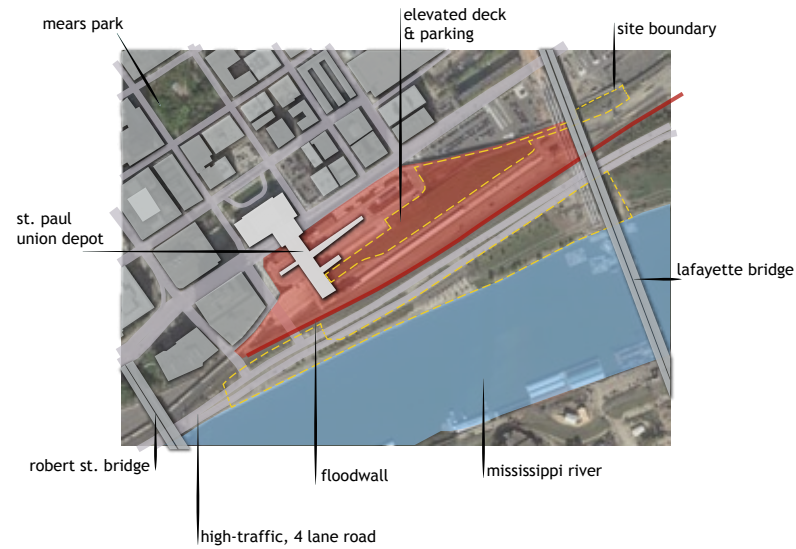 mears park
elevated deck
& parking
site boundary
st. paul
union depot
lafayette bridge
robert st. bridge
floodwall
mississippi river
high-traffic, 4 lane road